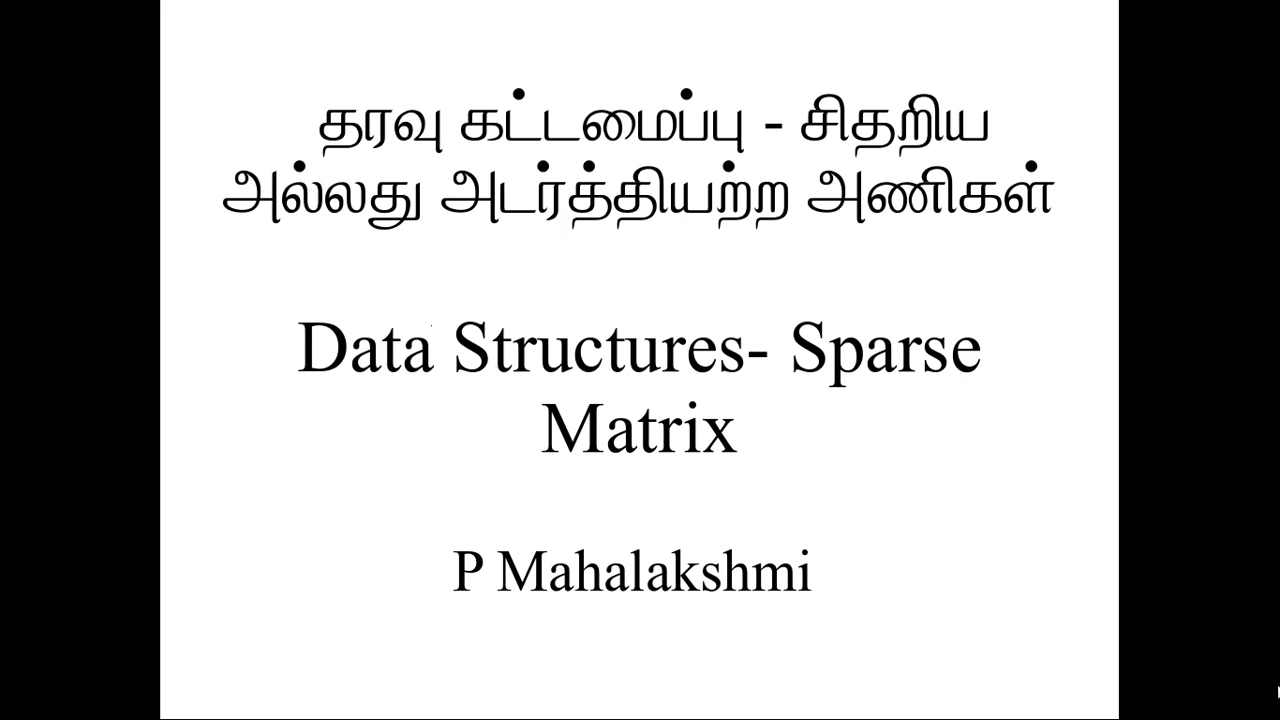 தரவு கட்டமைப்பு - சிதறிய
அல்லது அடர்த்தியற்ற அணிகள்
Data Structures- Sparse
Matrix
P Mahalakshmi